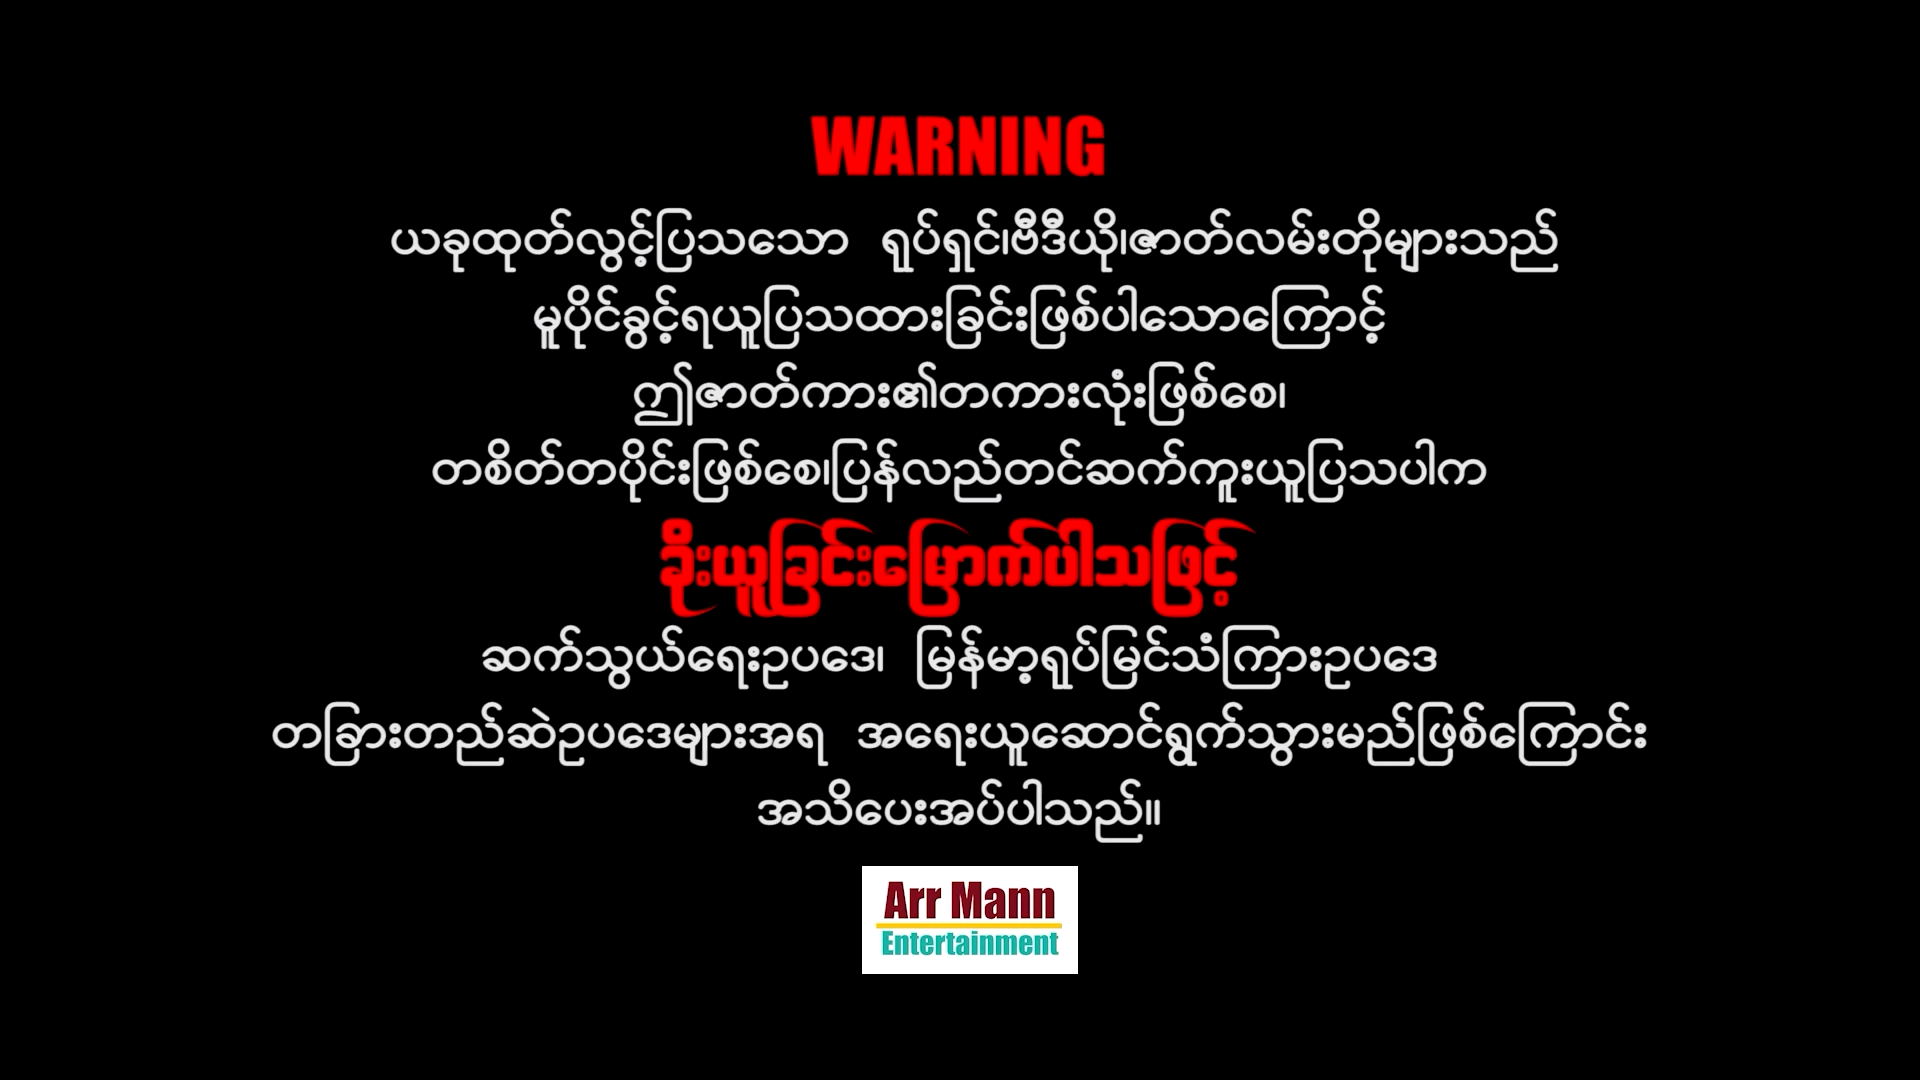 WARNING
ယခုထုတ်လွှင့်ပြသသော ရုပ်ရှင်၊ဗီဒီယို၊ဇာတ်လမ်းတိုများသည်
မူပိုင်ခွင့်ရယူပြသထားခြင်းဖြစ်ပါသောကြောင့်
ဤဇာတ်ကား၏တကားလုံးဖြစ်စေ၊
တစိတ်တပိုင်းဖြစ်စေ၊ပြန်လည်တင်ဆက်ကူးယူပြသပါက
ခိုးယူခြင်းမြောက်ပါသဖြင့်
ဆက်သွယ်ရေးဥပဒေ၊ မြန်မာ့ရုပ်မြင်သံကြားဥပဒေ
တခြားတည်ဆဲဥပဒေများအရ အရေးယူဆောင်ရွက်သွားမည်ဖြစ်ကြောင်း
အသိပေးအပ်ပါသည်။
Arr Mann
Entertainment